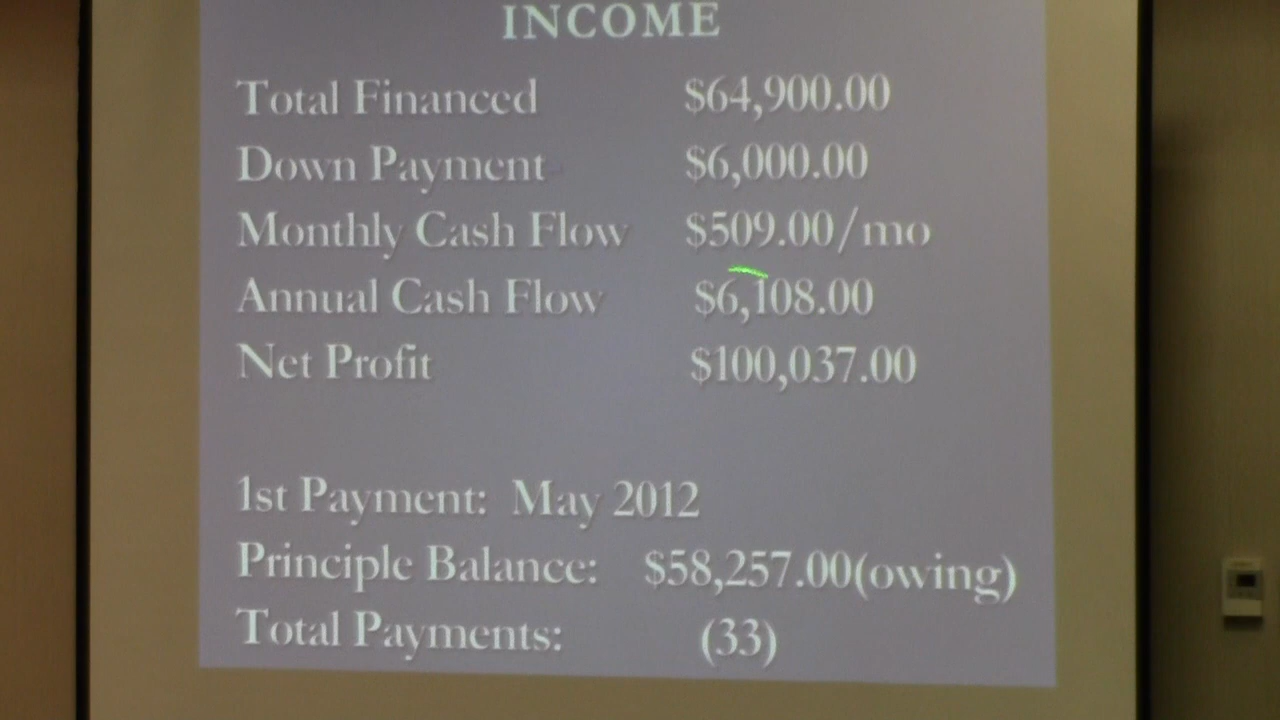 INCOME
Total Financed $64,900.00
Down Payment $6,000.00
Monthly Cash Flow $509.00/mo
Annual Cash Flow $6,108.00
Net Profit $100,037.00
1st Payment: May 2012
Principle Balance: $58,257.00(owing)
Total Payments: (33)